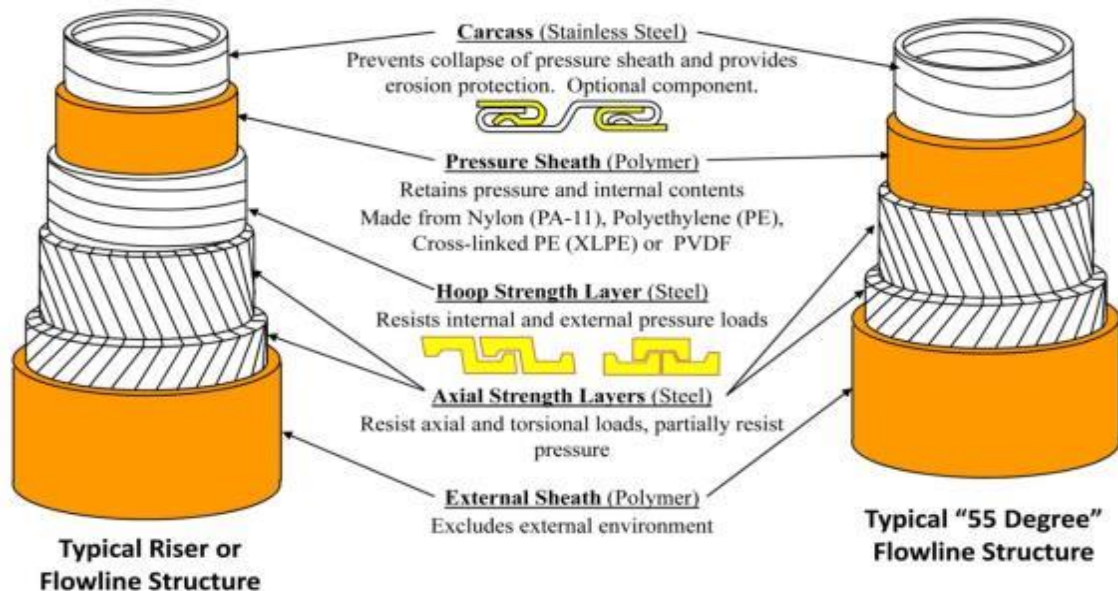 Carcass (Stainless Steel)
Prevents collapse of pressure sheath and provides
erosion protection.  Optional component.
Pressure Sheath (Polymer)
Retains pressure and internal contents
Made from Nylon (PA-11), Polyethylene (PE),
Cross-linked PE (XLPE) or  PVDF
Hoop Strength Layer (Steel)
Resists internal and external pressure loads
Axial Strength Layers (Steel)
Resist axial and torsional loads, partially resist
pressure
External Sheath (Polymer)
Excludes external environment
Typical Riser or
Flowline Structure
Typical “55 Degree”
Flowline Structure